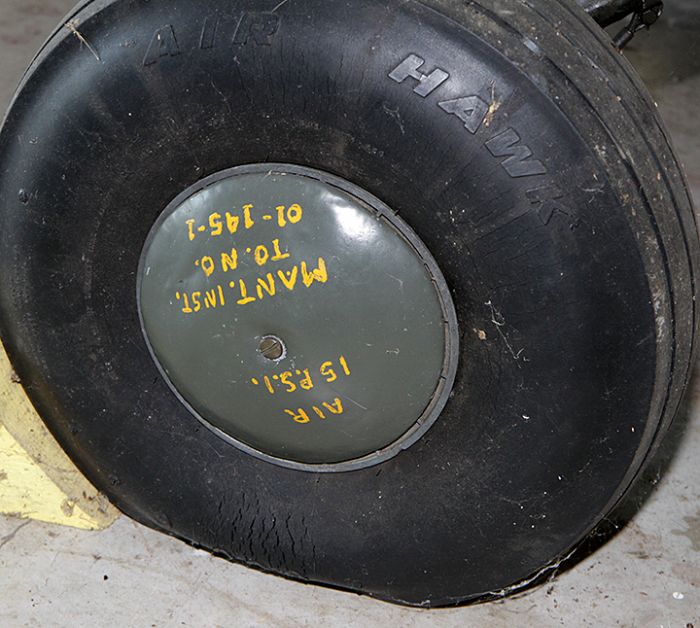 AIR HAWK
AIR
15 P.S.I.
MANT. INST.
TO. NO.
01-145-1